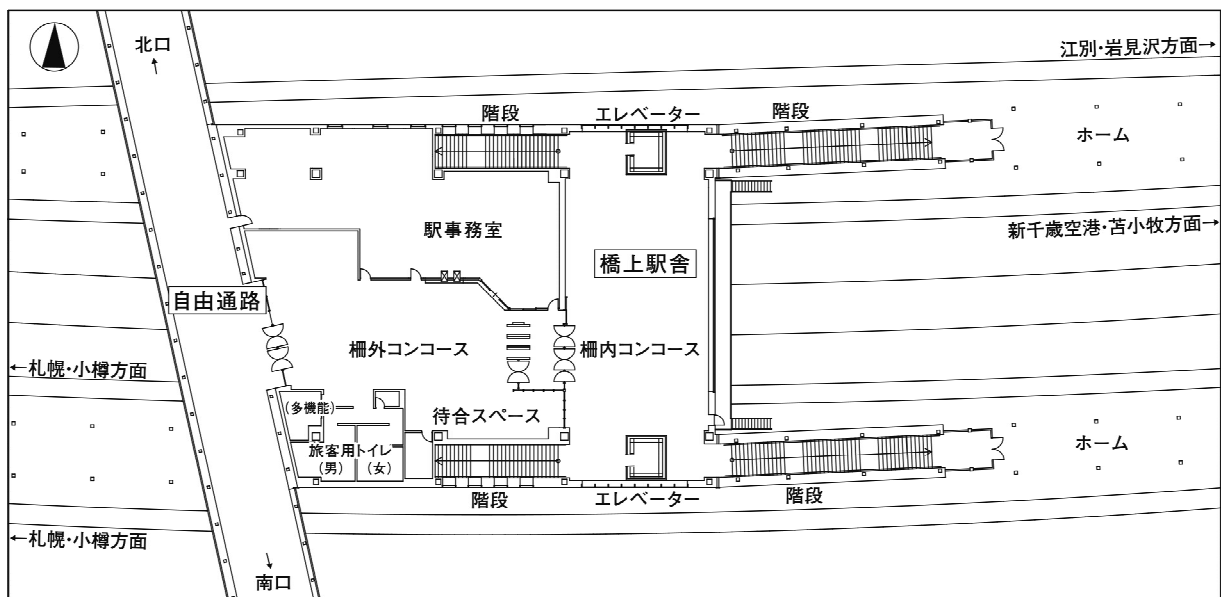 北口
江別・岩見沢方面→
階段
エレベーター
階段
ホーム
駅事務室
新千歳空港・苫小牧方面→
橋上駅舎
自由通路
柵外コンコース
柵内コンコース
←札幌・小樽方面
(多機能)
待合スペース
旅客用トイレ
(男)
(女)
ホーム
階段
エレベーター
階段
←札幌・小樽方面
南口